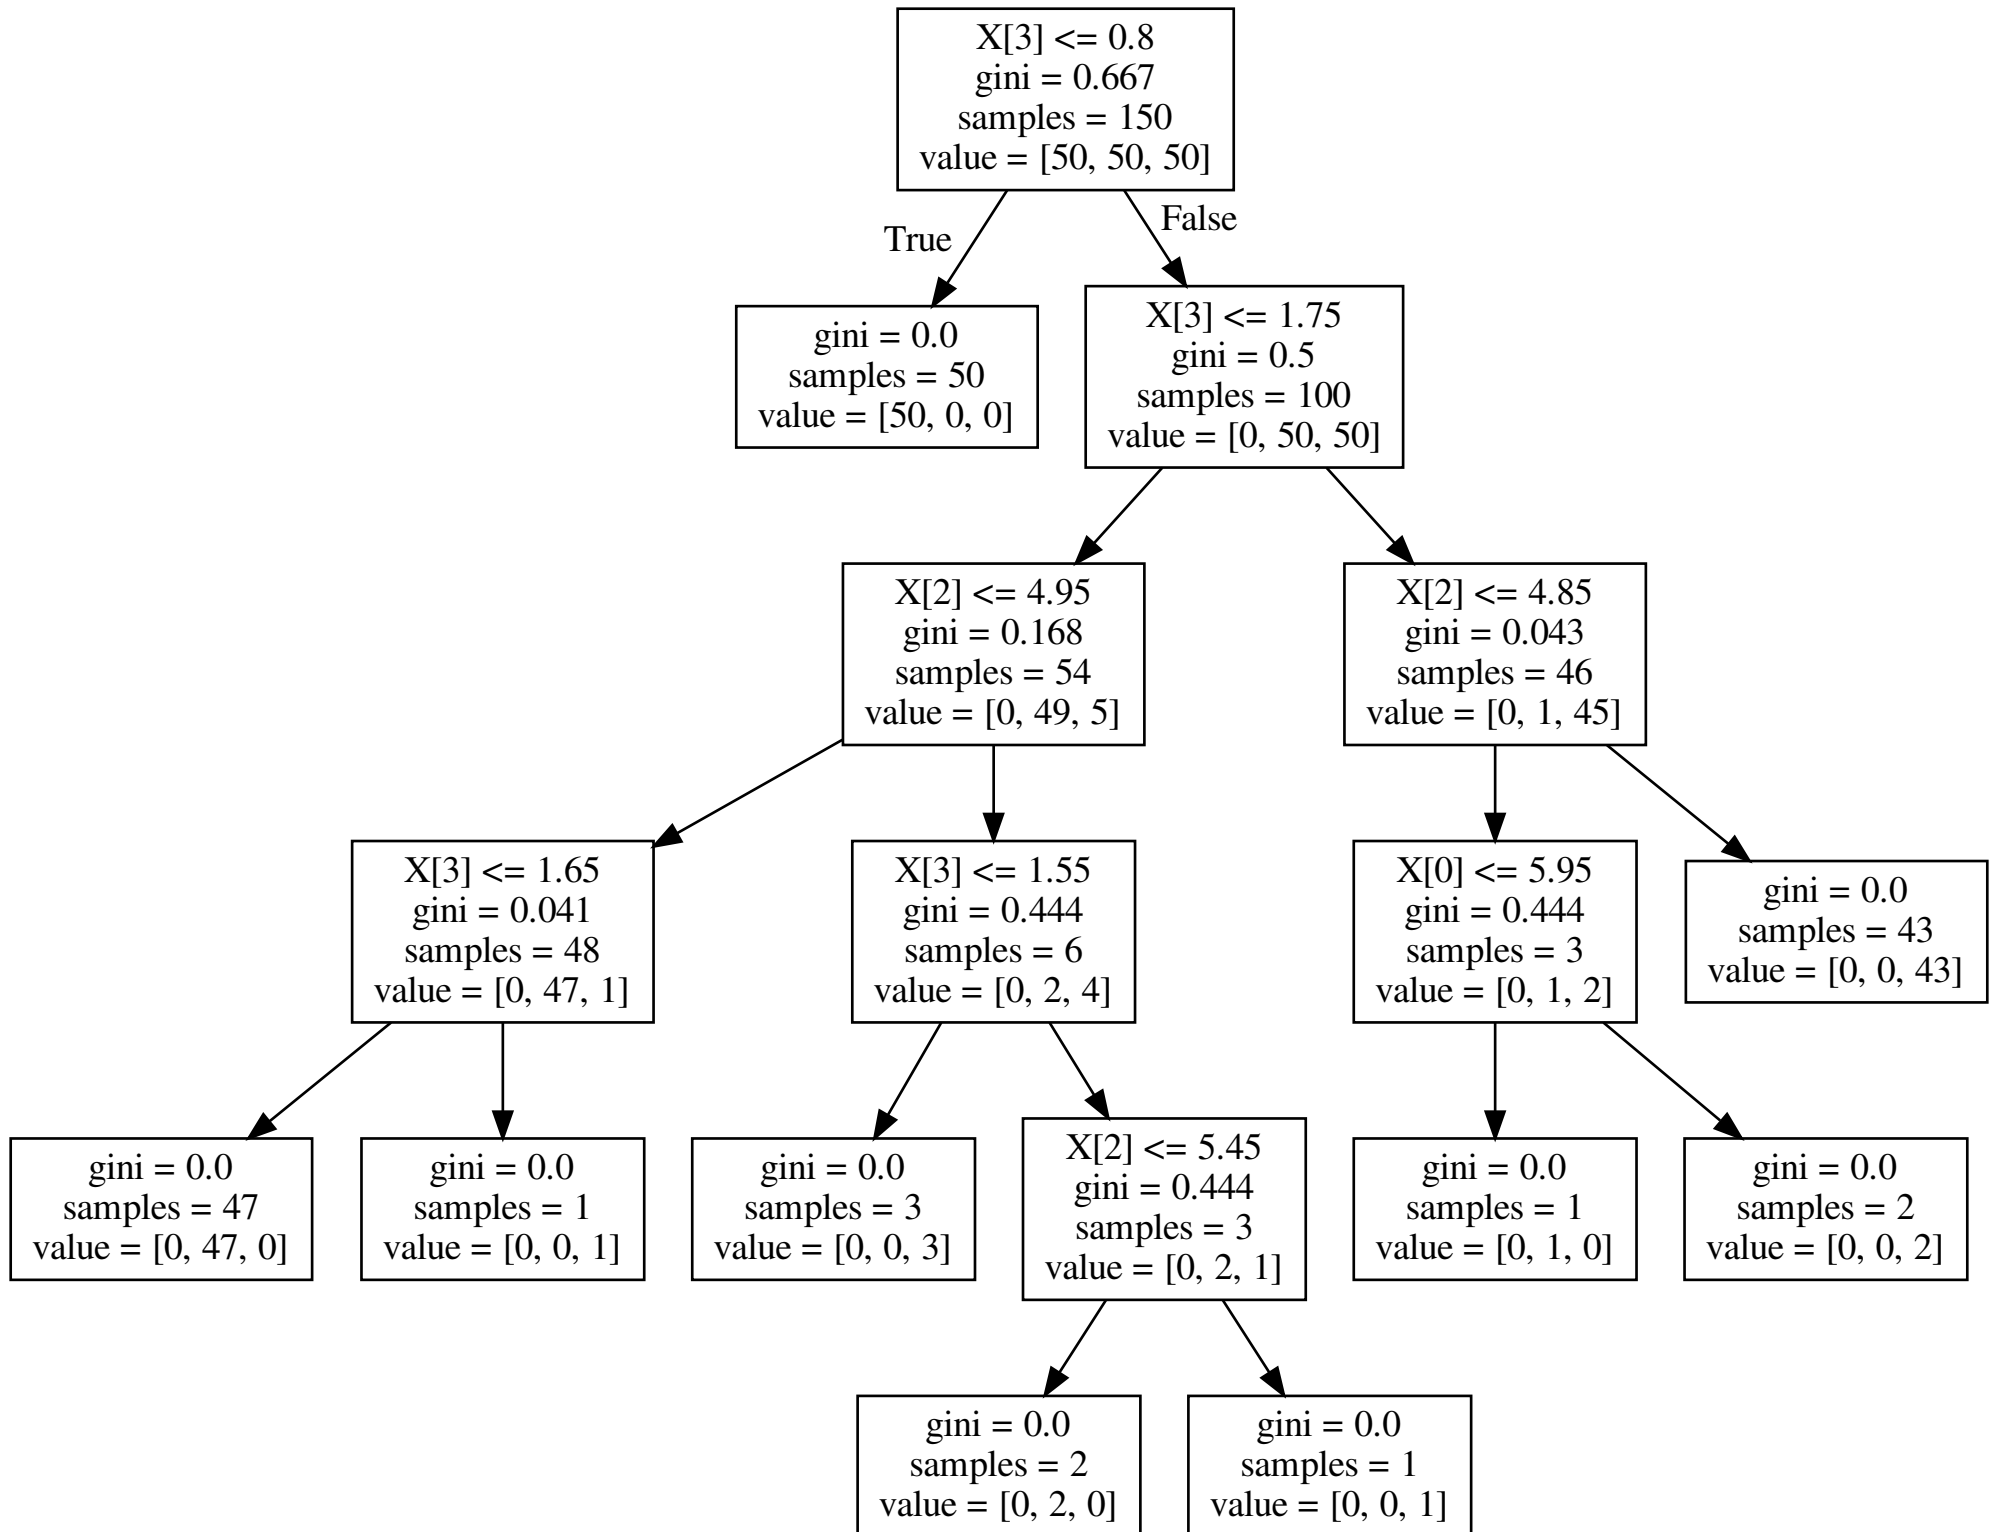 X[3] <= 0.8
gini = 0.667
samples = 150
value = [50, 50, 50]
True
False
gini = 0.0
samples = 50
value = [50, 0, 0]
X[3] <= 1.75
gini = 0.5
samples = 100
value = [0, 50, 50]
X[2] <= 4.95
gini = 0.168
samples = 54
value = [0, 49, 5]
X[2] <= 4.85
gini = 0.043
samples = 46
value = [0, 1, 45]
X[3] <= 1.65
gini = 0.041
samples = 48
value = [0, 47, 1]
X[3] <= 1.55
gini = 0.444
samples = 6
value = [0, 2, 4]
X[0] <= 5.95
gini = 0.444
samples = 3
value = [0, 1, 2]
gini = 0.0
samples = 43
value = [0, 0, 43]
gini = 0.0
samples = 47
value = [0, 47, 0]
gini = 0.0
samples = 1
value = [0, 0, 1]
gini = 0.0
samples = 3
value = [0, 0, 3]
X[2] <= 5.45
gini = 0.444
samples = 3
value = [0, 2, 1]
gini = 0.0
samples = 1
value = [0, 1, 0]
gini = 0.0
samples = 2
value = [0, 0, 2]
gini = 0.0
samples = 2
value = [0, 2, 0]
gini = 0.0
samples = 1
value = [0, 0, 1]